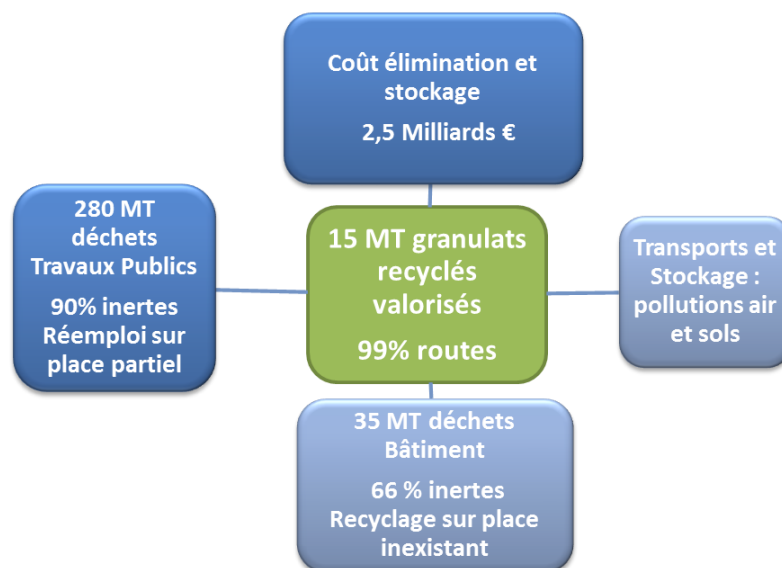 Coût élimination et
stockage
2,5 Milliards €
280 MT
déchets
Travaux Publics
90% inertes
Réemploi sur
place partiel
15 MT granulats
recyclés
valorisés
99% routes
Transports et
Stockage :
pollutions air
et sols
35 MT déchets
Bâtiment
66 % inertes
Recyclage sur place
inexistant